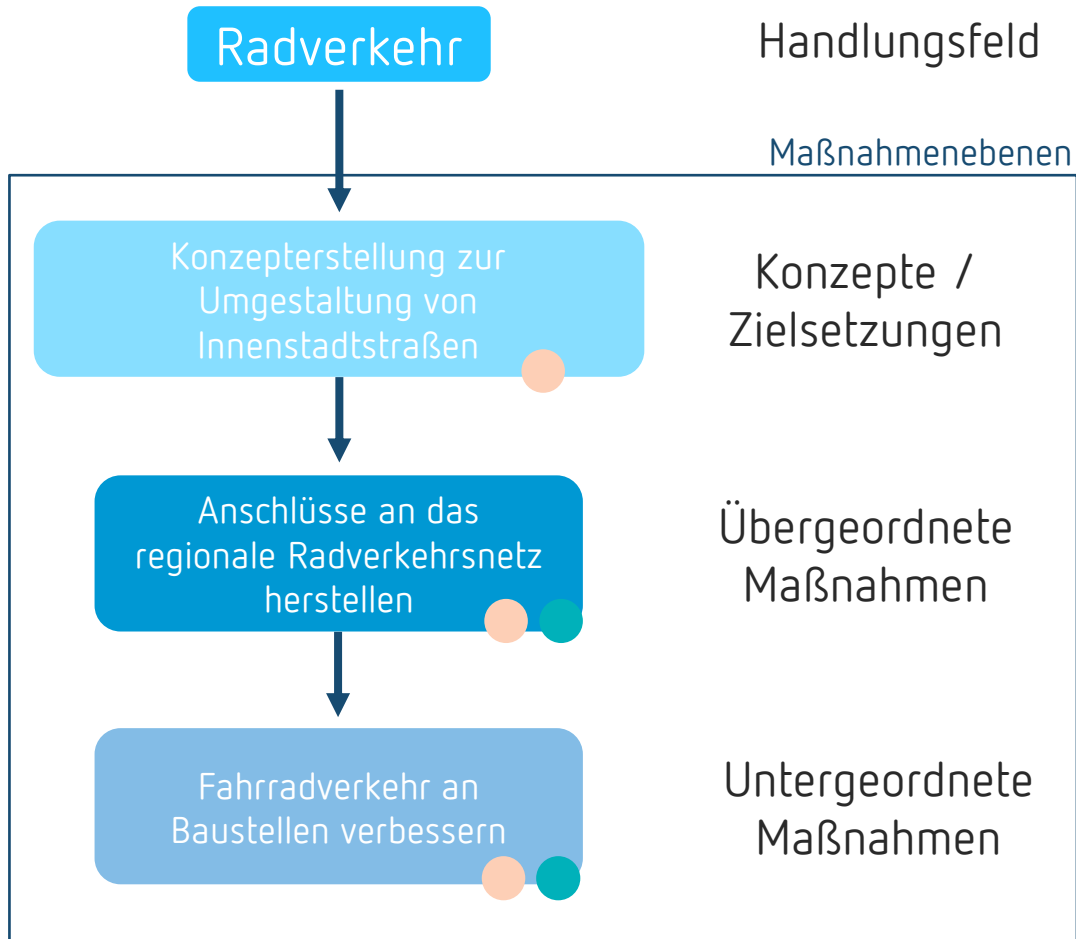 Radverkehr
Handlungsfeld
Maßnahmenebenen
Konzepterstellung zur
Umgestaltung von
Innenstadtstraßen
Konzepte /
Zielsetzungen
Anschlüsse an das
regionale Radverkehrsnetz
herstellen
Übergeordnete
Maßnahmen
Fahrradverkehr an
Baustellen verbessern
Untergeordnete
Maßnahmen